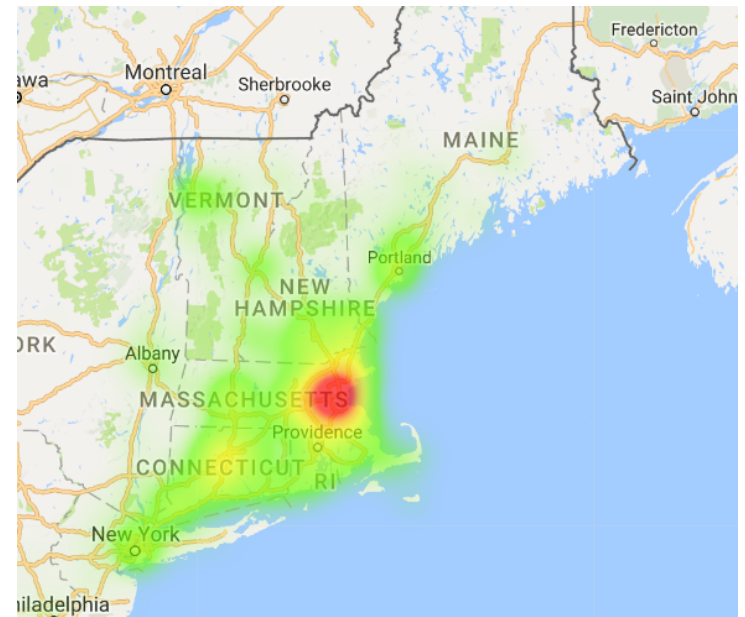 Fredericton
Montreal
awa
Sherbrooke
Saint John
MAINE
VERMONT
Portland
NEW
HAMPSHIRE
ORK
Albany
MASSACHUSETTS
Providence
CONNECTICUT
RI
New York
hiladelphia